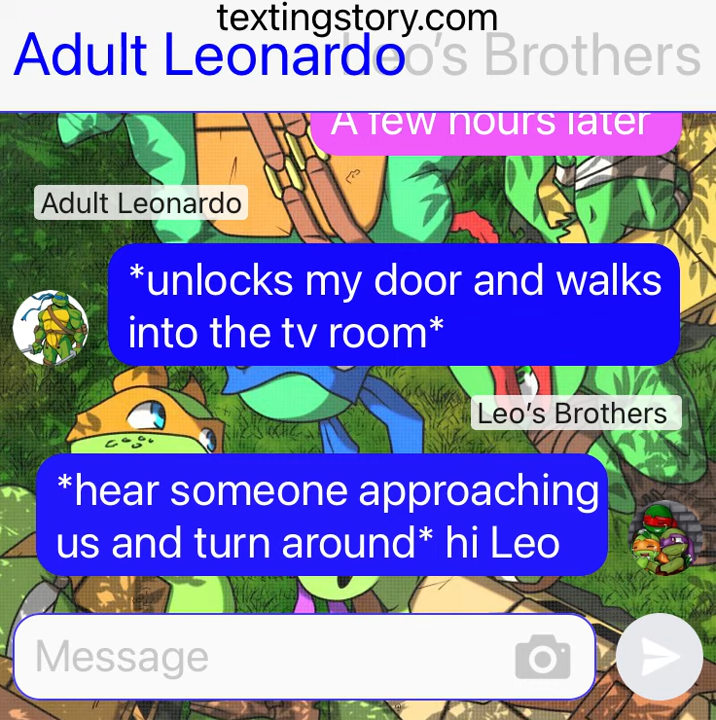 textingstory.com
Adult Leonardo
Leo's Brothers
A few hours later
Adult Leonardo
*unlocks my door and walks
into the tv room*
Leo's Brothers
*hear someone approaching
us and turn around* hi Leo
Message